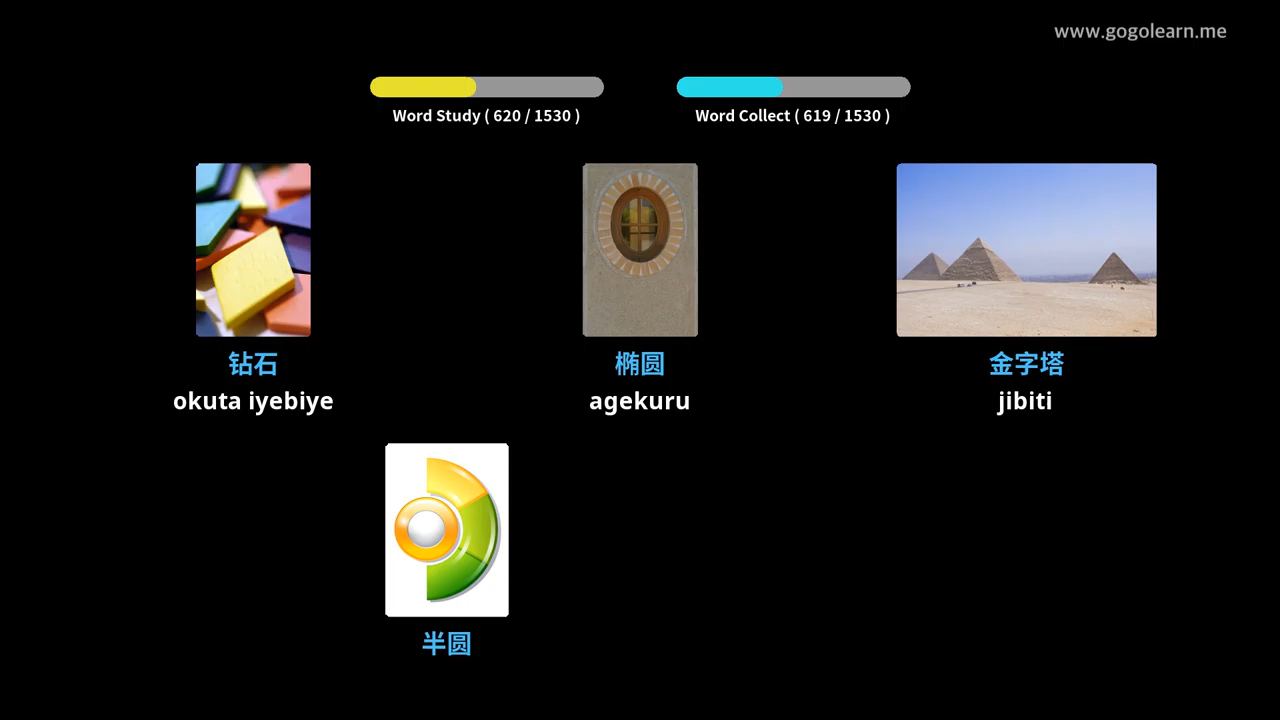 www.gogolearn.me
Word Study ( 620 / 1530 )
Word Collect ( 619 / 1530 )
钻石
okuta iyebiye
椭圆
agekuru
金字塔
jibiti
半圆